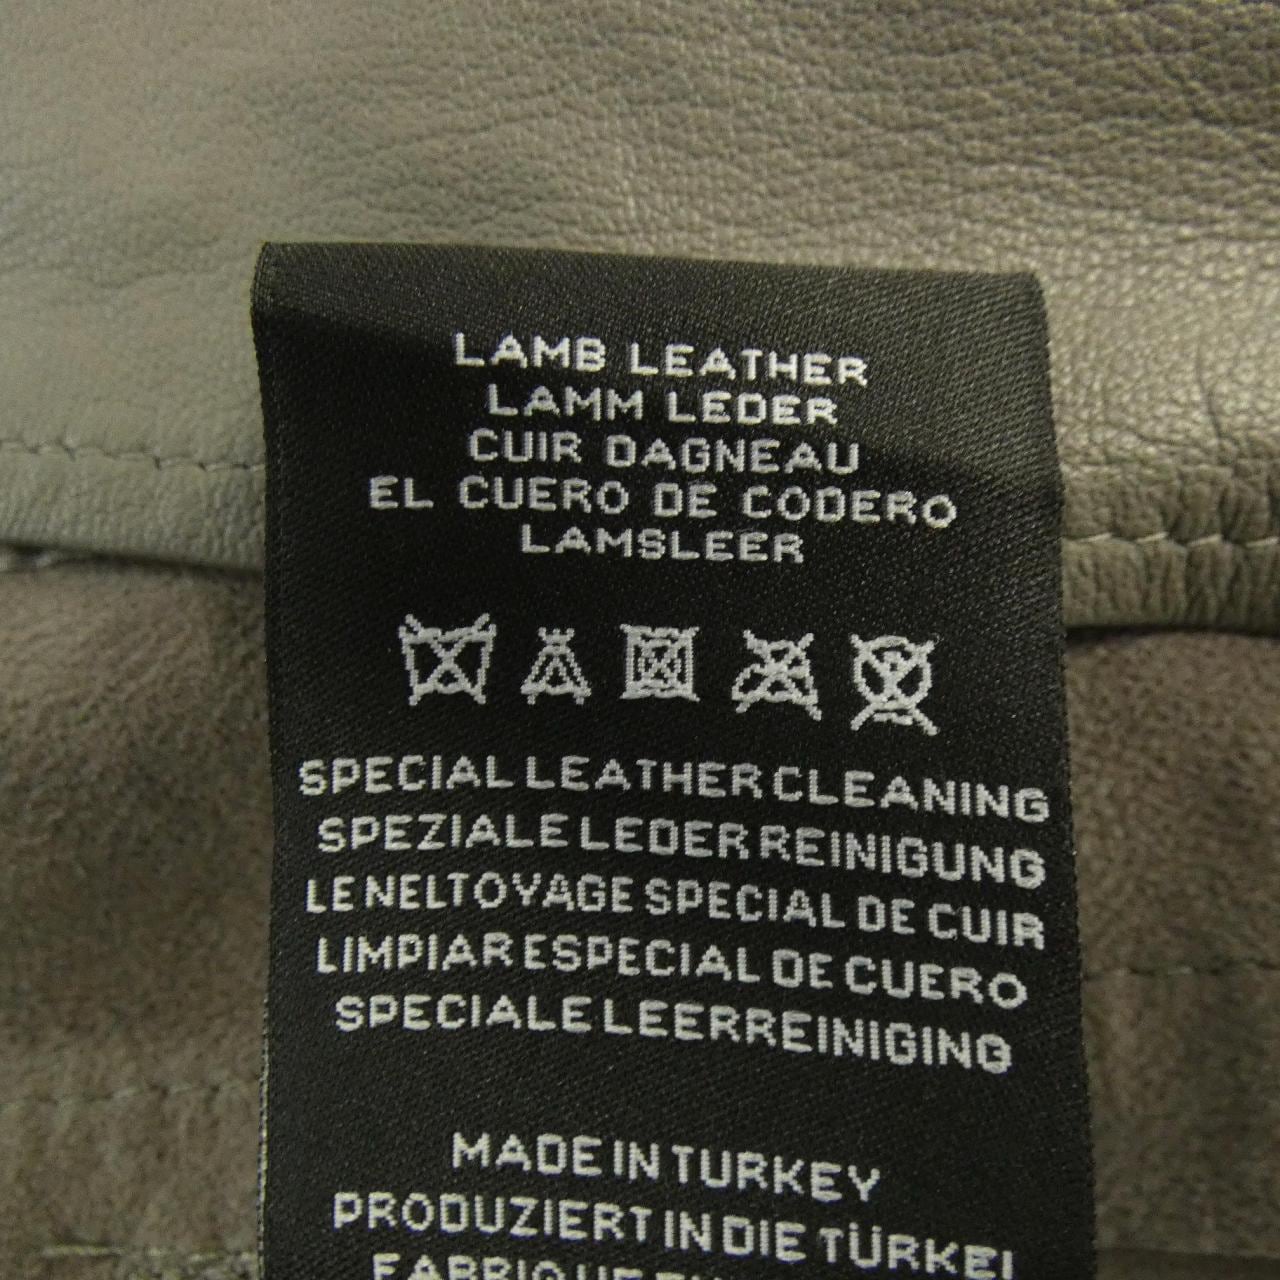 LAMB LEATHER
LAMM LEDER
CUIR DAGNEAU
EL CUERO DE CODERO
LAMSLEER
SPECIAL LEATHER CLEANING
SPEZIALE LEDER REINIGUNG
LE NELTOYAGE SPECIAL DE CUIR
LIMPIAR ESPECIAL DE CUERO
SPECIALE LEERREINIGING
MADE IN TURKEY
PRODUZIERT IN DIE TÜRKEI